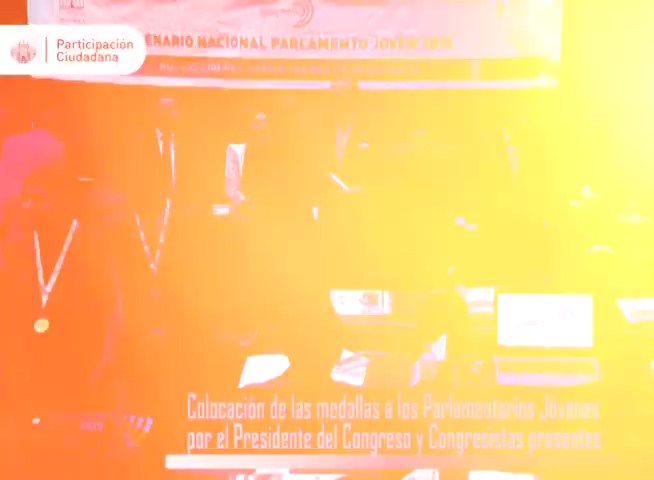 Participación
Ciudadana
ENARIO NACIONAL PARLAMENTO JOVEN
Colocación de las medallas a los Parlamentarios Jóvenes
por el Presidente del Congreso y Congresistas presentes